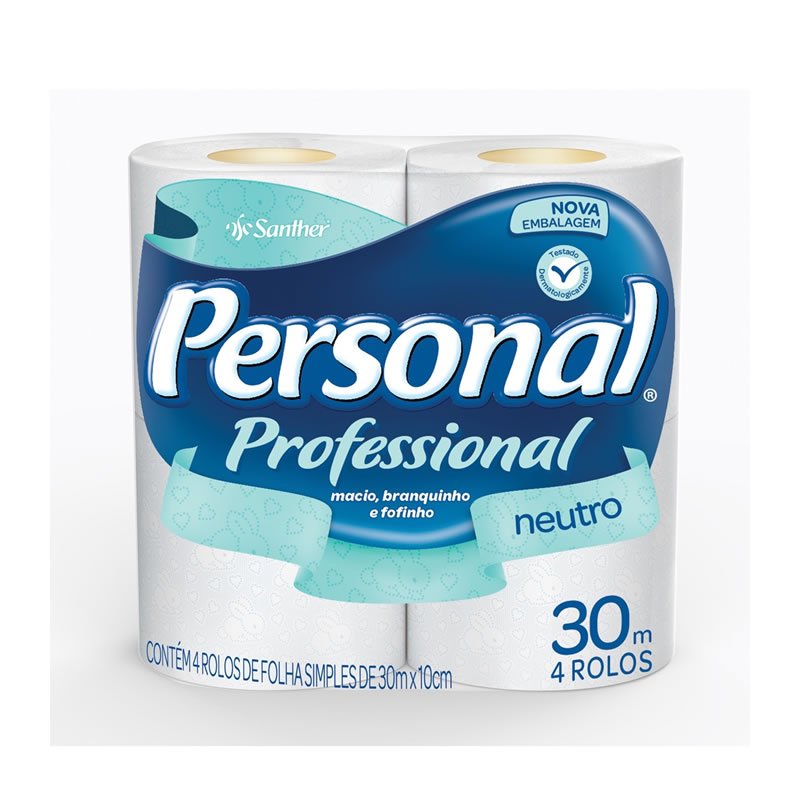 Santher
NOVA
EMBALAGEM
Testado
Dermatologicamente
Personal®
Professional
macio, branquinho
e fofinho
neutro
30m
4 ROLOS
CONTÉM 4 ROLOS DE FOLHA SIMPLES DE 30m x 10cm